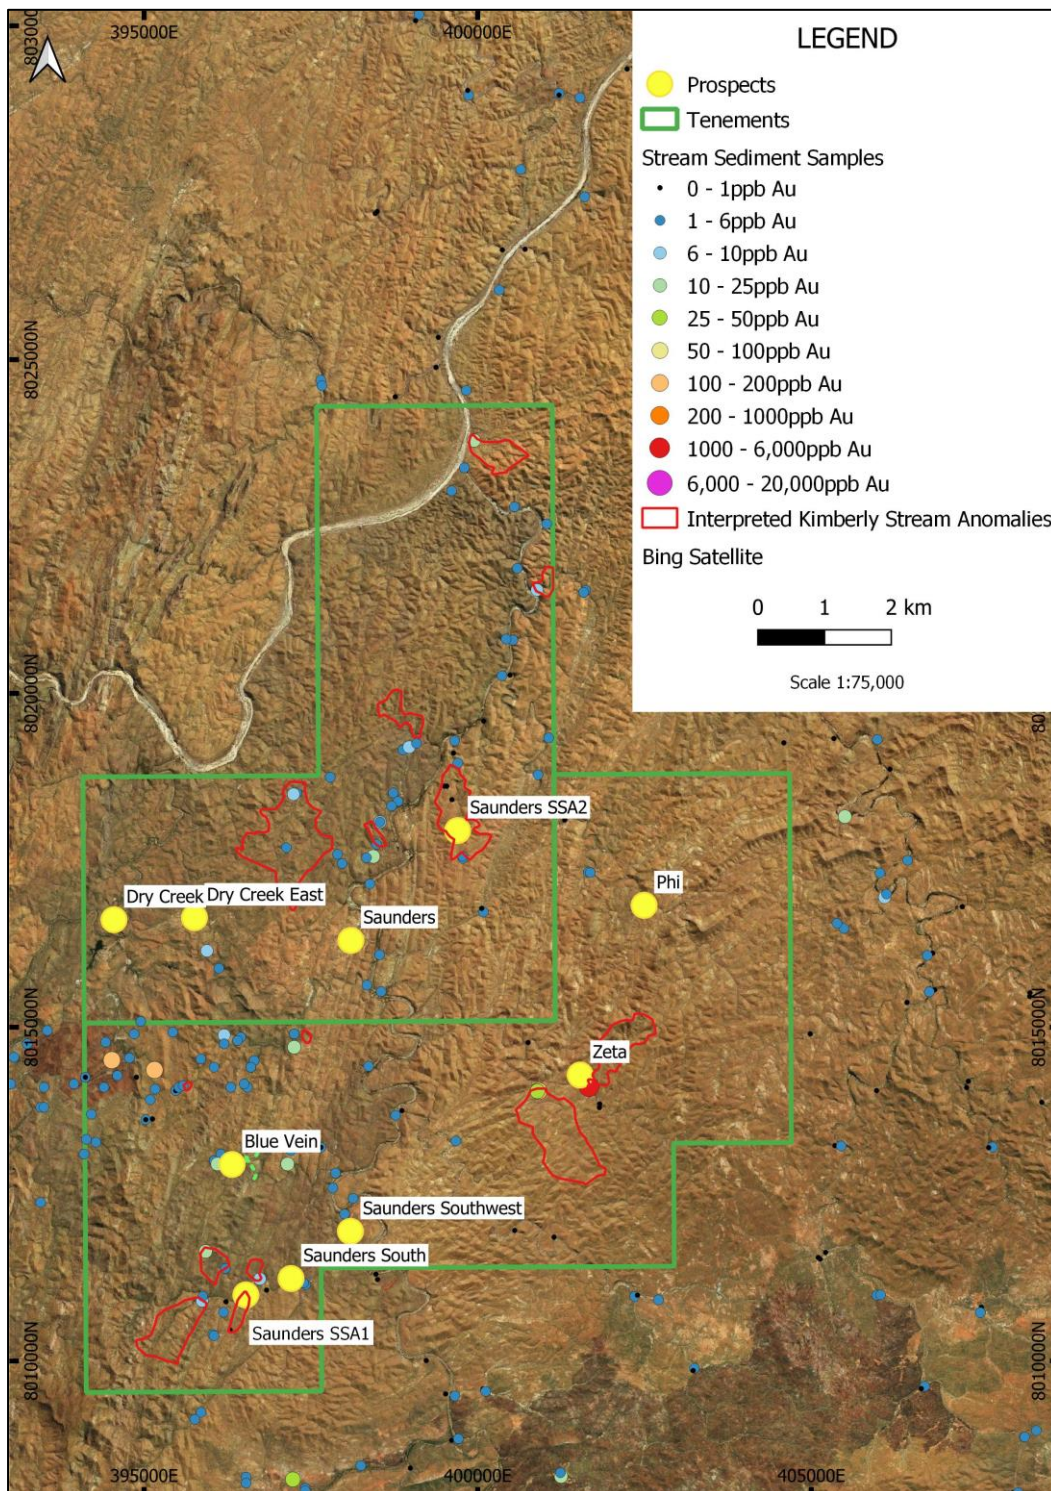 395000E
400000E
8030000
LEGEND
Prospects
Tenements
Stream Sediment Samples
0 - 1ppb Au
1 - 6ppb Au
6 - 10ppb Au
10 - 25ppb Au
25 - 50ppb Au
50 - 100ppb Au
100 - 200ppb Au
200 - 1000ppb Au
1000 - 6,000ppb Au
6,000 - 20,000ppb Au
Interpreted Kimberly Stream Anomalies
Bing Satellite
0 1 2 km
Scale 1:75,000
8025000N
8020000N
80
Saunders SSA2
Phi
Dry Creek
Dry Creek East
Saunders
8015000N
8015000N
Zeta
Blue Vein
Saunders Southwest
Saunders South
Saunders SSA1
8010000N
8010000N
395000E
400000E
405000E